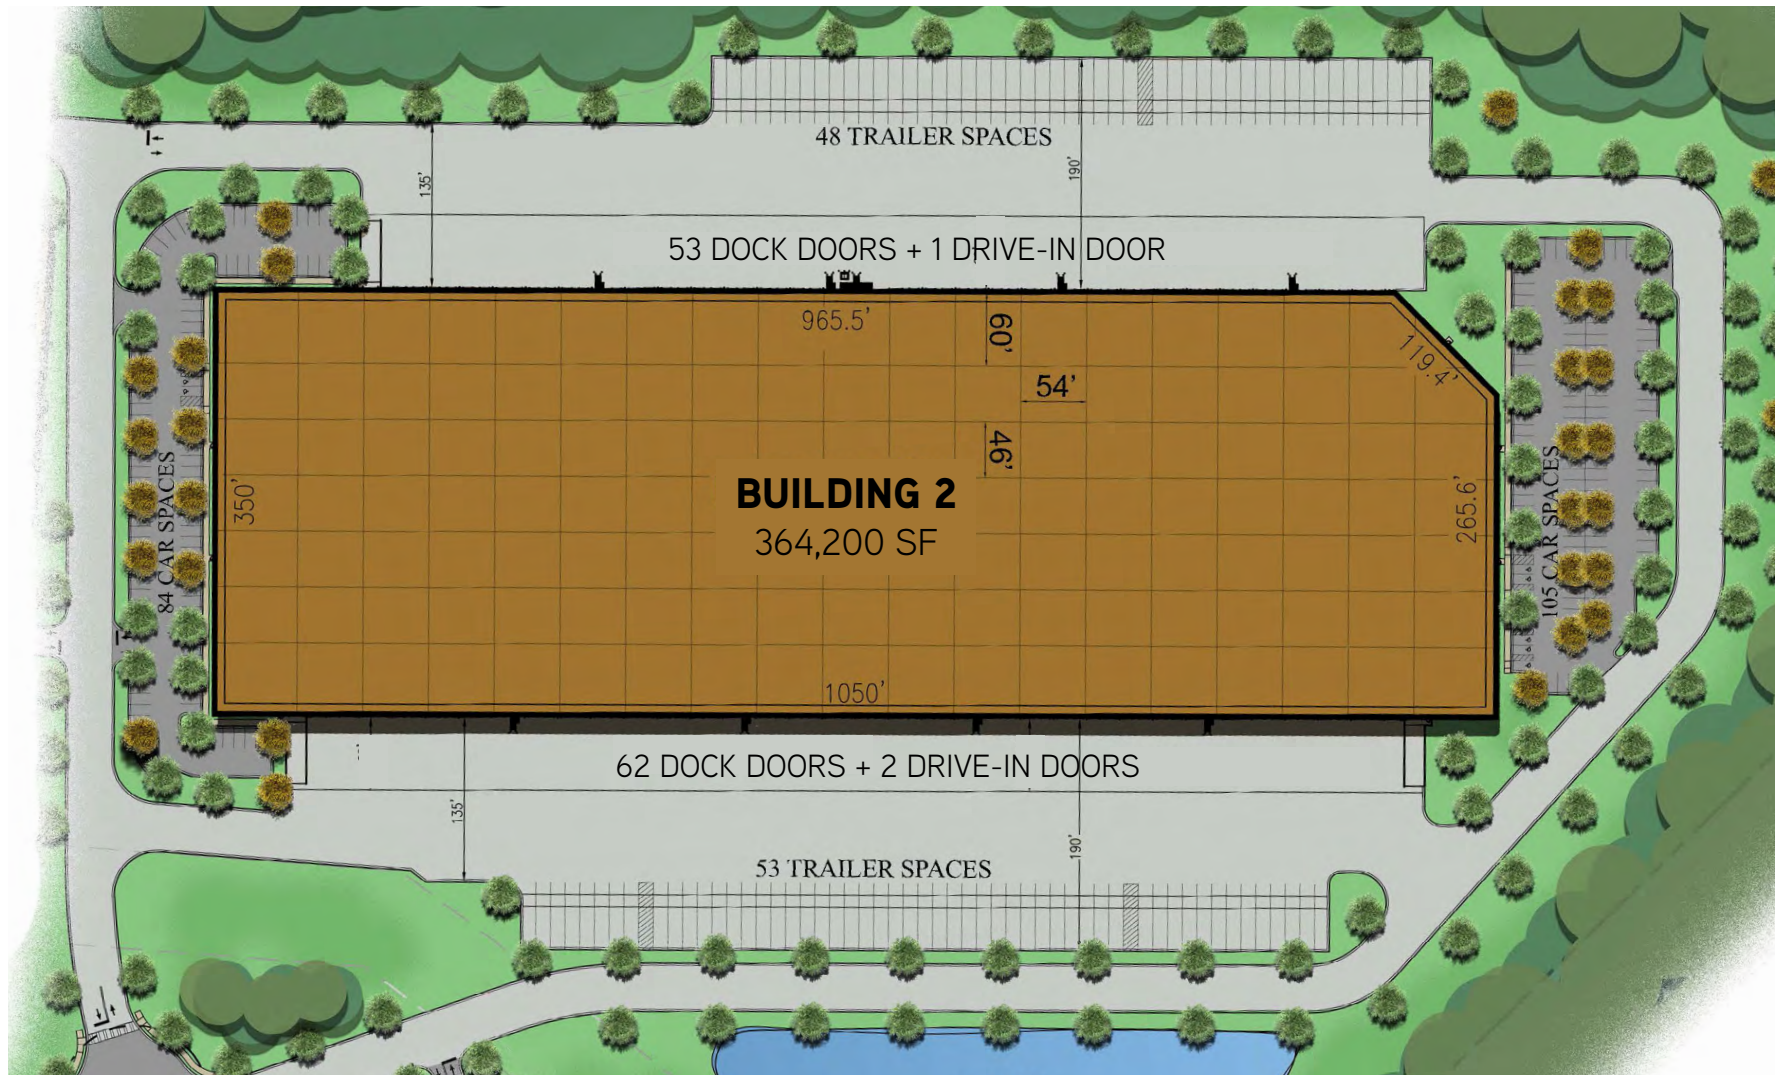 48 TRAILER SPACES
135'
190'
53 DOCK DOORS + 1 DRIVE-IN DOOR
965.5'
60'
119.4'
54'
46'
84 CAR SPACES
350'
BUILDING 2
364,200 SF
265.6'
105 CAR SPACES
1050'
62 DOCK DOORS + 2 DRIVE-IN DOORS
135'
190'
53 TRAILER SPACES